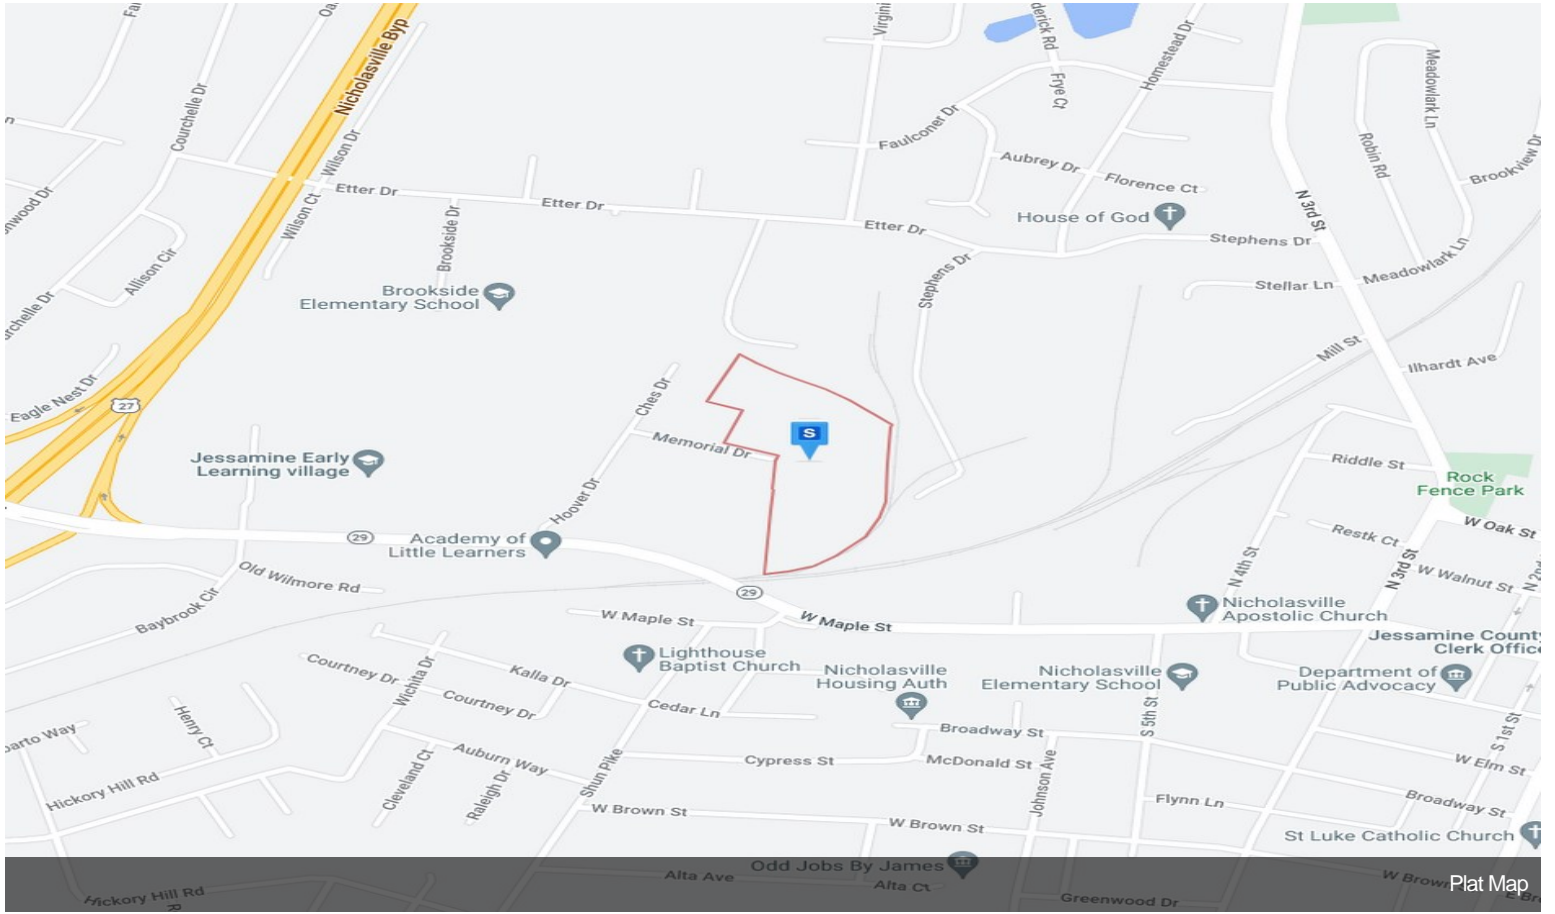 Nicholasville Byp
Courchelle Dr
Wilson Dr
Wilson Ct
Etter Dr
Etter Dr
Etter Dr
Brookside Dr
Allison Cir
Faulconer Dr
Frye Ct
Homestead Dr
Aubrey Dr
Florence Ct
House of God
Stephens Dr
Stephens Dr
N 3rd St
Robin Rd
Meadowlark Ln
Brookview Dr
Meadowlark Ln
Stellar Ln
Brookside
Elementary School
Mill St
Ilhardt Ave
Eagle Nest Dr
27
Ches Dr
S
Memorial Dr
Jessamine Early
Learning village
Hoover Dr
Riddle St
Rock
Fence Park
W Oak St
Restk Ct
29
Academy of
Little Learners
N 4th St
N 3rd St
W Walnut St
Old Wilmore Rd
Baybrook Cir
29
W Maple St
W Maple St
Nicholasville
Apostolic Church
Jessamine County
Clerk Office
Lighthouse
Baptist Church
Nicholasville
Housing Auth
Nicholasville
Elementary School
Department of
Public Advocacy
Courtney Dr
Wichita Dr
Kalla Dr
Courtney Dr
Cedar Ln
Henry Ct
Broadway St
S 5th St
S 1st St
Auburn Way
Cypress St
McDonald St
W Elm St
Hickory Hill Rd
Cleveland Ct
Raleigh Dr
Shun Pike
Johnson Ave
Flynn Ln
Broadway St
W Brown St
W Brown St
St Luke Catholic Church
Odd Jobs By James
Alta Ave
Alta Ct
W Brown
Plat Map
Hickory Hill Rd
Greenwood Dr